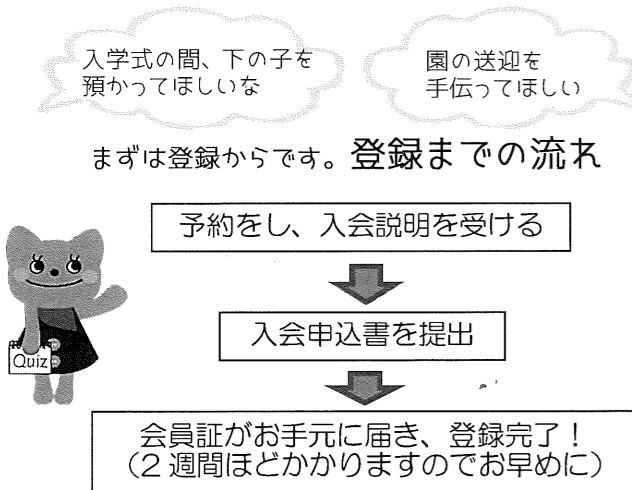 入学式の間、下の子を
預かってほしいな
園の送迎を
手伝ってほしい
まずは登録からです。登録までの流れ
予約をし、入会説明を受ける
入会申込書を提出
Quiz
会員証がお手元に届き、登録完了！
（2週間ほどかかりますのでお早めに）